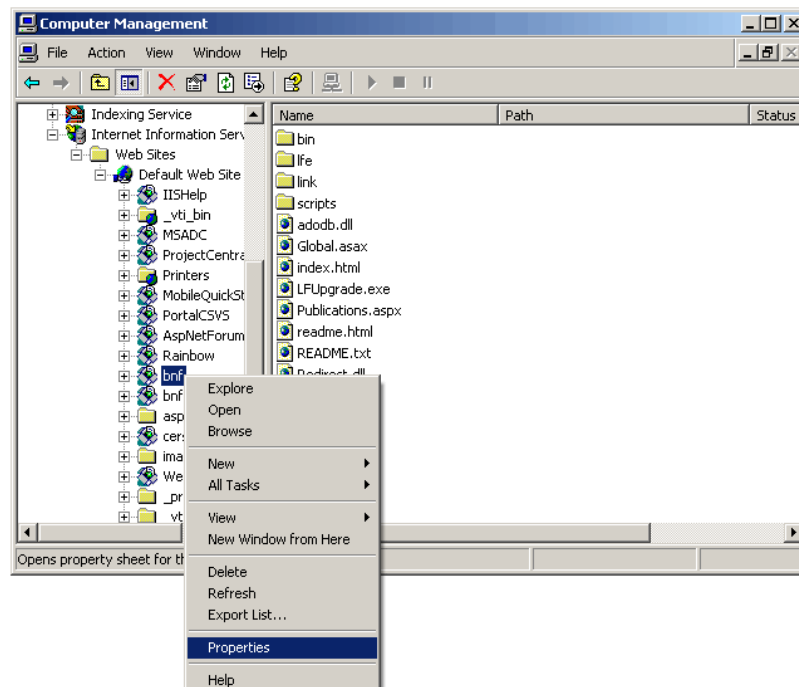 Computer Management
File Action View Window Help
Indexing Service
Internet Information Serv
Web Sites
Default Web Site
IISHelp
_vti_bin
MSADC
ProjectCentra
Printers
MobileQuickSt
PortalCSVS
AspNetForum
Rainbow
bnf
bnf
asp
cers
ima
We
_pr
_vt
Name Path Status
bin
lfe
link
scripts
adodb.dll
Global.asax
index.html
LFUpgrade.exe
Publications.aspx
readme.html
README.txt
Redirect.dll
Explore
Open
Browse
New
All Tasks
View
New Window from Here
Delete
Refresh
Export List...
Properties
Help
Opens property sheet for th